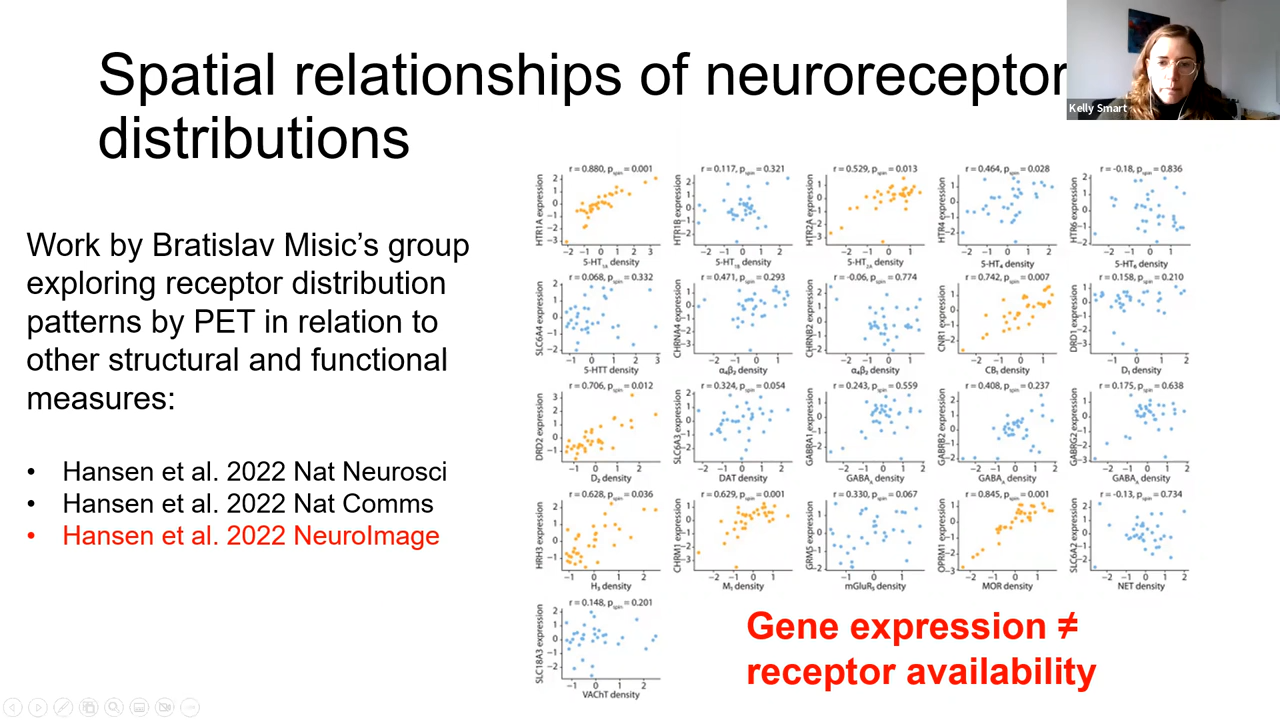 Spatial relationships of neuroreceptor
distributions
Kelly Smart
Work by Bratislav Misic’s group
exploring receptor distribution
patterns by PET in relation to
other structural and functional
measures:
• Hansen et al. 2022 Nat Neurosci
• Hansen et al. 2022 Nat Comms
• Hansen et al. 2022 NeuroImage
r = 0.880, pspin = 0.001
HTR1A expression
5-HT1A density
r = 0.117, pspin = 0.321
HTR1B expression
5-HT1B density
r = 0.529, pspin = 0.013
HTR2A expression
5-HT2A density
r = 0.464, pspin = 0.028
HTR4 expression
5-HT4 density
r = -0.18, pspin = 0.836
HTR6 expression
5-HT6 density
r = 0.068, pspin = 0.332
SLC6A4 expression
5-HTT density
r = 0.471, pspin = 0.293
CHRNA4 expression
α4β2 density
r = -0.06, pspin = 0.774
CHRNB2 expression
α4β2 density
r = 0.742, pspin = 0.007
CNR1 expression
CB1 density
r = 0.158, pspin = 0.210
DRD1 expression
D1 density
r = 0.706, pspin = 0.012
DRD2 expression
D2 density
r = 0.324, pspin = 0.054
SLC6A3 expression
DAT density
r = 0.243, pspin = 0.559
GABRA1 expression
GABAA density
r = 0.408, pspin = 0.237
GABRB2 expression
GABAA density
r = 0.175, pspin = 0.638
GABRG2 expression
GABAA density
r = 0.628, pspin = 0.036
HRH3 expression
H3 density
r = 0.629, pspin = 0.001
CHRM1 expression
M1 density
r = 0.330, pspin = 0.067
GRM5 expression
mGluR5 density
r = 0.845, pspin = 0.001
OPRM1 expression
MOR density
r = -0.13, pspin = 0.734
SLC6A2 expression
NET density
r = 0.148, pspin = 0.201
SLC18A3 expression
VAChT density
Gene expression ≠
receptor availability